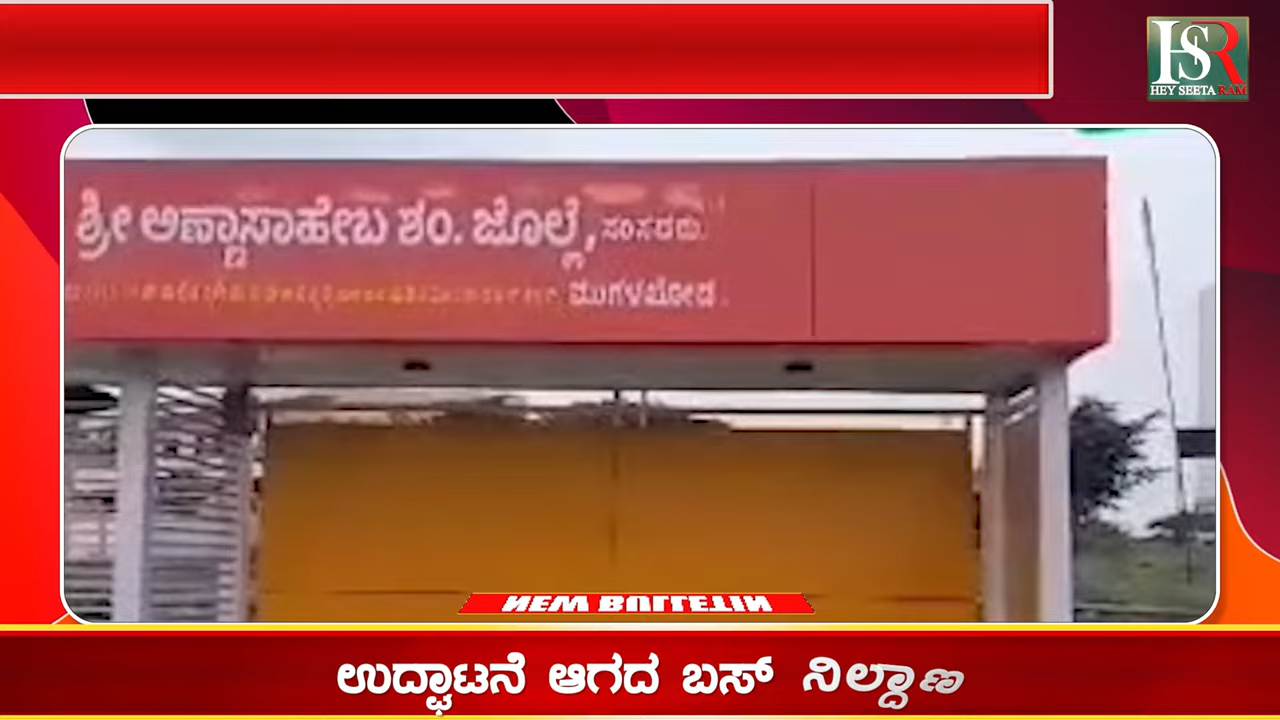 HSR
HEY SEETA RAM
ಶ್ರೀ ಅಣ್ಣಾಸಾಹೇಬ ಶಂ. ಜೊಲ್ಲೆ, ಸಂಸದರು.
ಮುಗಳಖೋಡ.
NEW BULLETIN
ಉದ್ಘಾಟನೆ ಆಗದ ಬಸ್ ನಿಲ್ದಾಣ